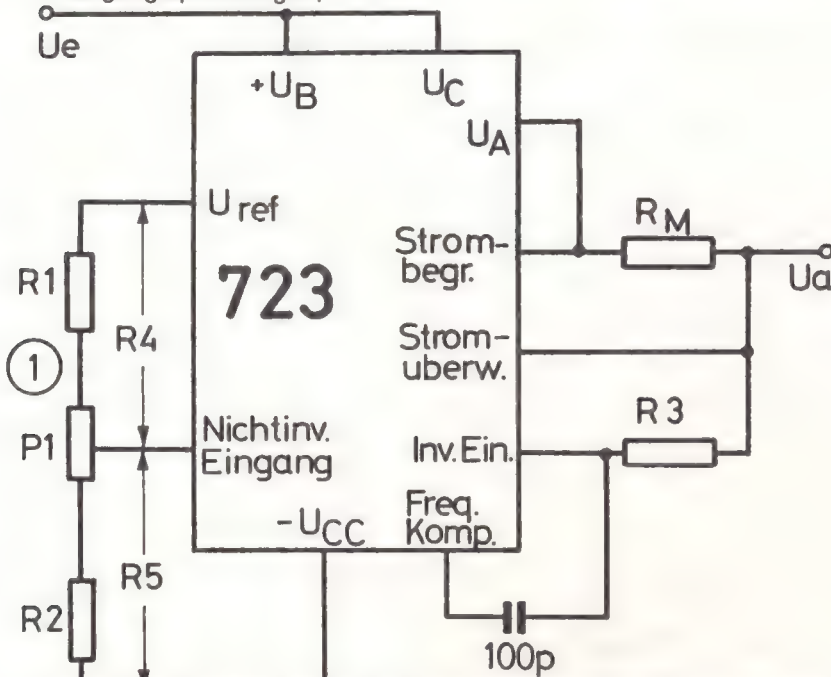 Ue
+UB
UC
UA
Uref
R1
R4
723
Strom-
begr.
RM
Ua
1
Strom-
uberw.
P1
Nichtinv.
Eingang
Inv. Ein.
R3
-UCC
Freq.
Komp.
R5
R2
100p